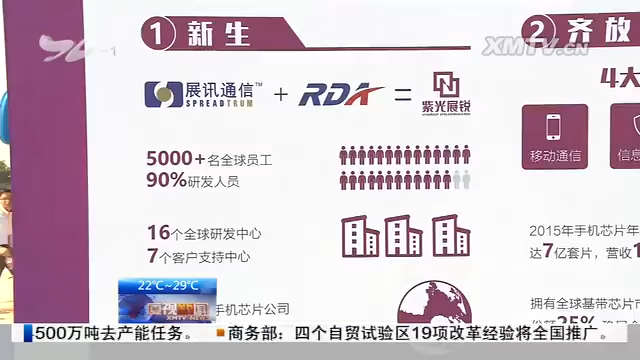 XMTV.CN
1 新生
2 齐放
展讯通信™
SPREADTRUM
+ RDA =
紫光展锐
4大
移动通信
信息
5000+名全球员工
90%研发人员
16个全球研发中心
7个客户支持中心
2015年手机芯片年
达7亿套片，营收1
手机芯片公司
拥有全球基带芯片市
25%
22℃~29℃
XMTV NEWS
500万吨去产能任务。
商务部：四个自贸试验区19项改革经验将全国推广。